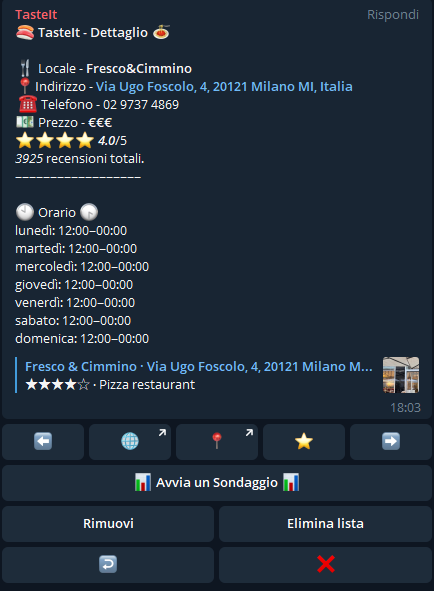 TasteIt Rispondi
🍣 TasteIt - Dettaglio 🍝
🍴 Locale - Fresco&Cimmino
📍Indirizzo - Via Ugo Foscolo, 4, 20121 Milano MI, Italia
☎️ Telefono - 02 9737 4869
💶 Prezzo - €€€
⭐⭐⭐⭐ 4.0/5
3925 recensioni totali.
__________________
🕙 Orario 🕟
lunedì: 12:00–00:00
martedì: 12:00–00:00
mercoledì: 12:00–00:00
giovedì: 12:00–00:00
venerdì: 12:00–00:00
sabato: 12:00–00:00
domenica: 12:00–00:00
Fresco & Cimmino · Via Ugo Foscolo, 4, 20121 Milano M...
★★★★☆ · Pizza restaurant
18:03
📊 Avvia un Sondaggio 📊
Rimuovi
Elimina lista